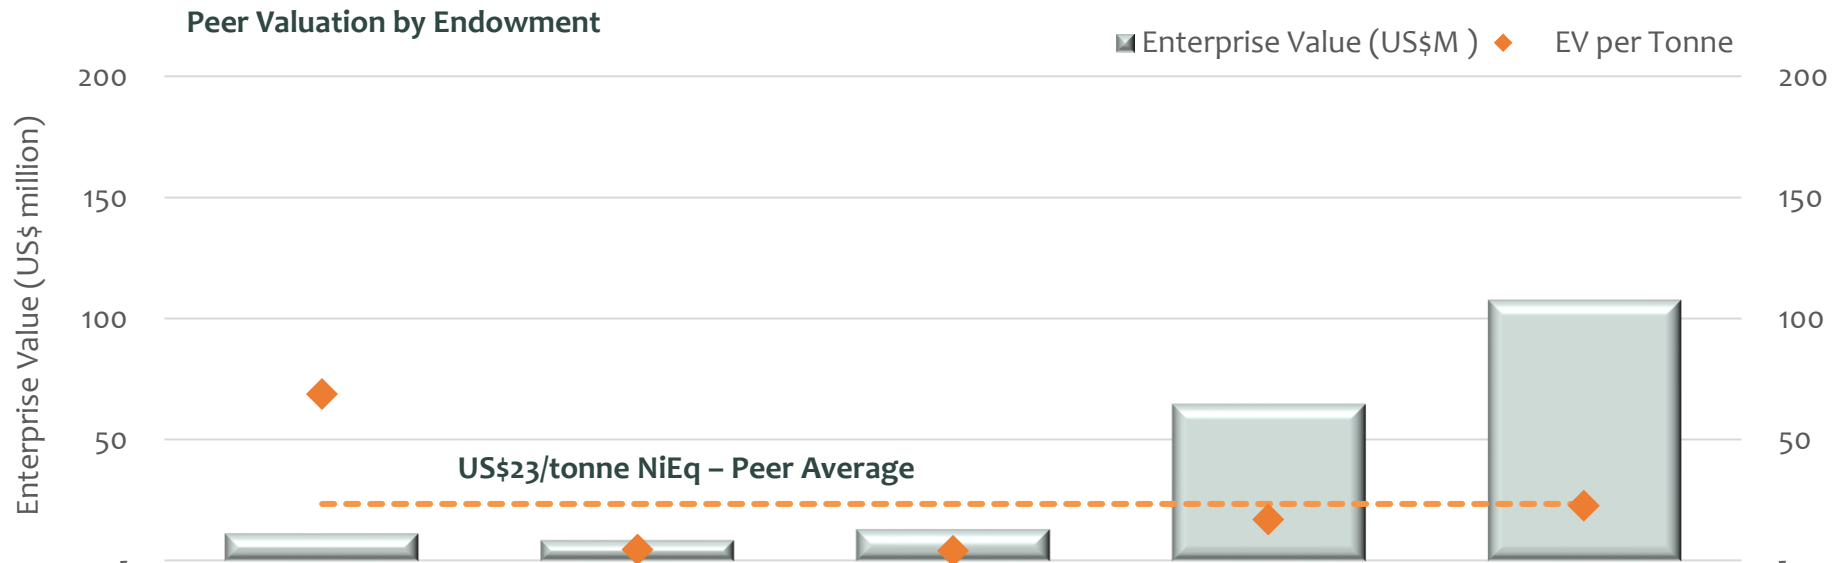 Peer Valuation by Endowment
Enterprise Value (US$M ) EV per Tonne
200 200
150 150
100 100
50 50
- -
Enterprise Value (US$ million)
US$23/tonne NiEq – Peer Average